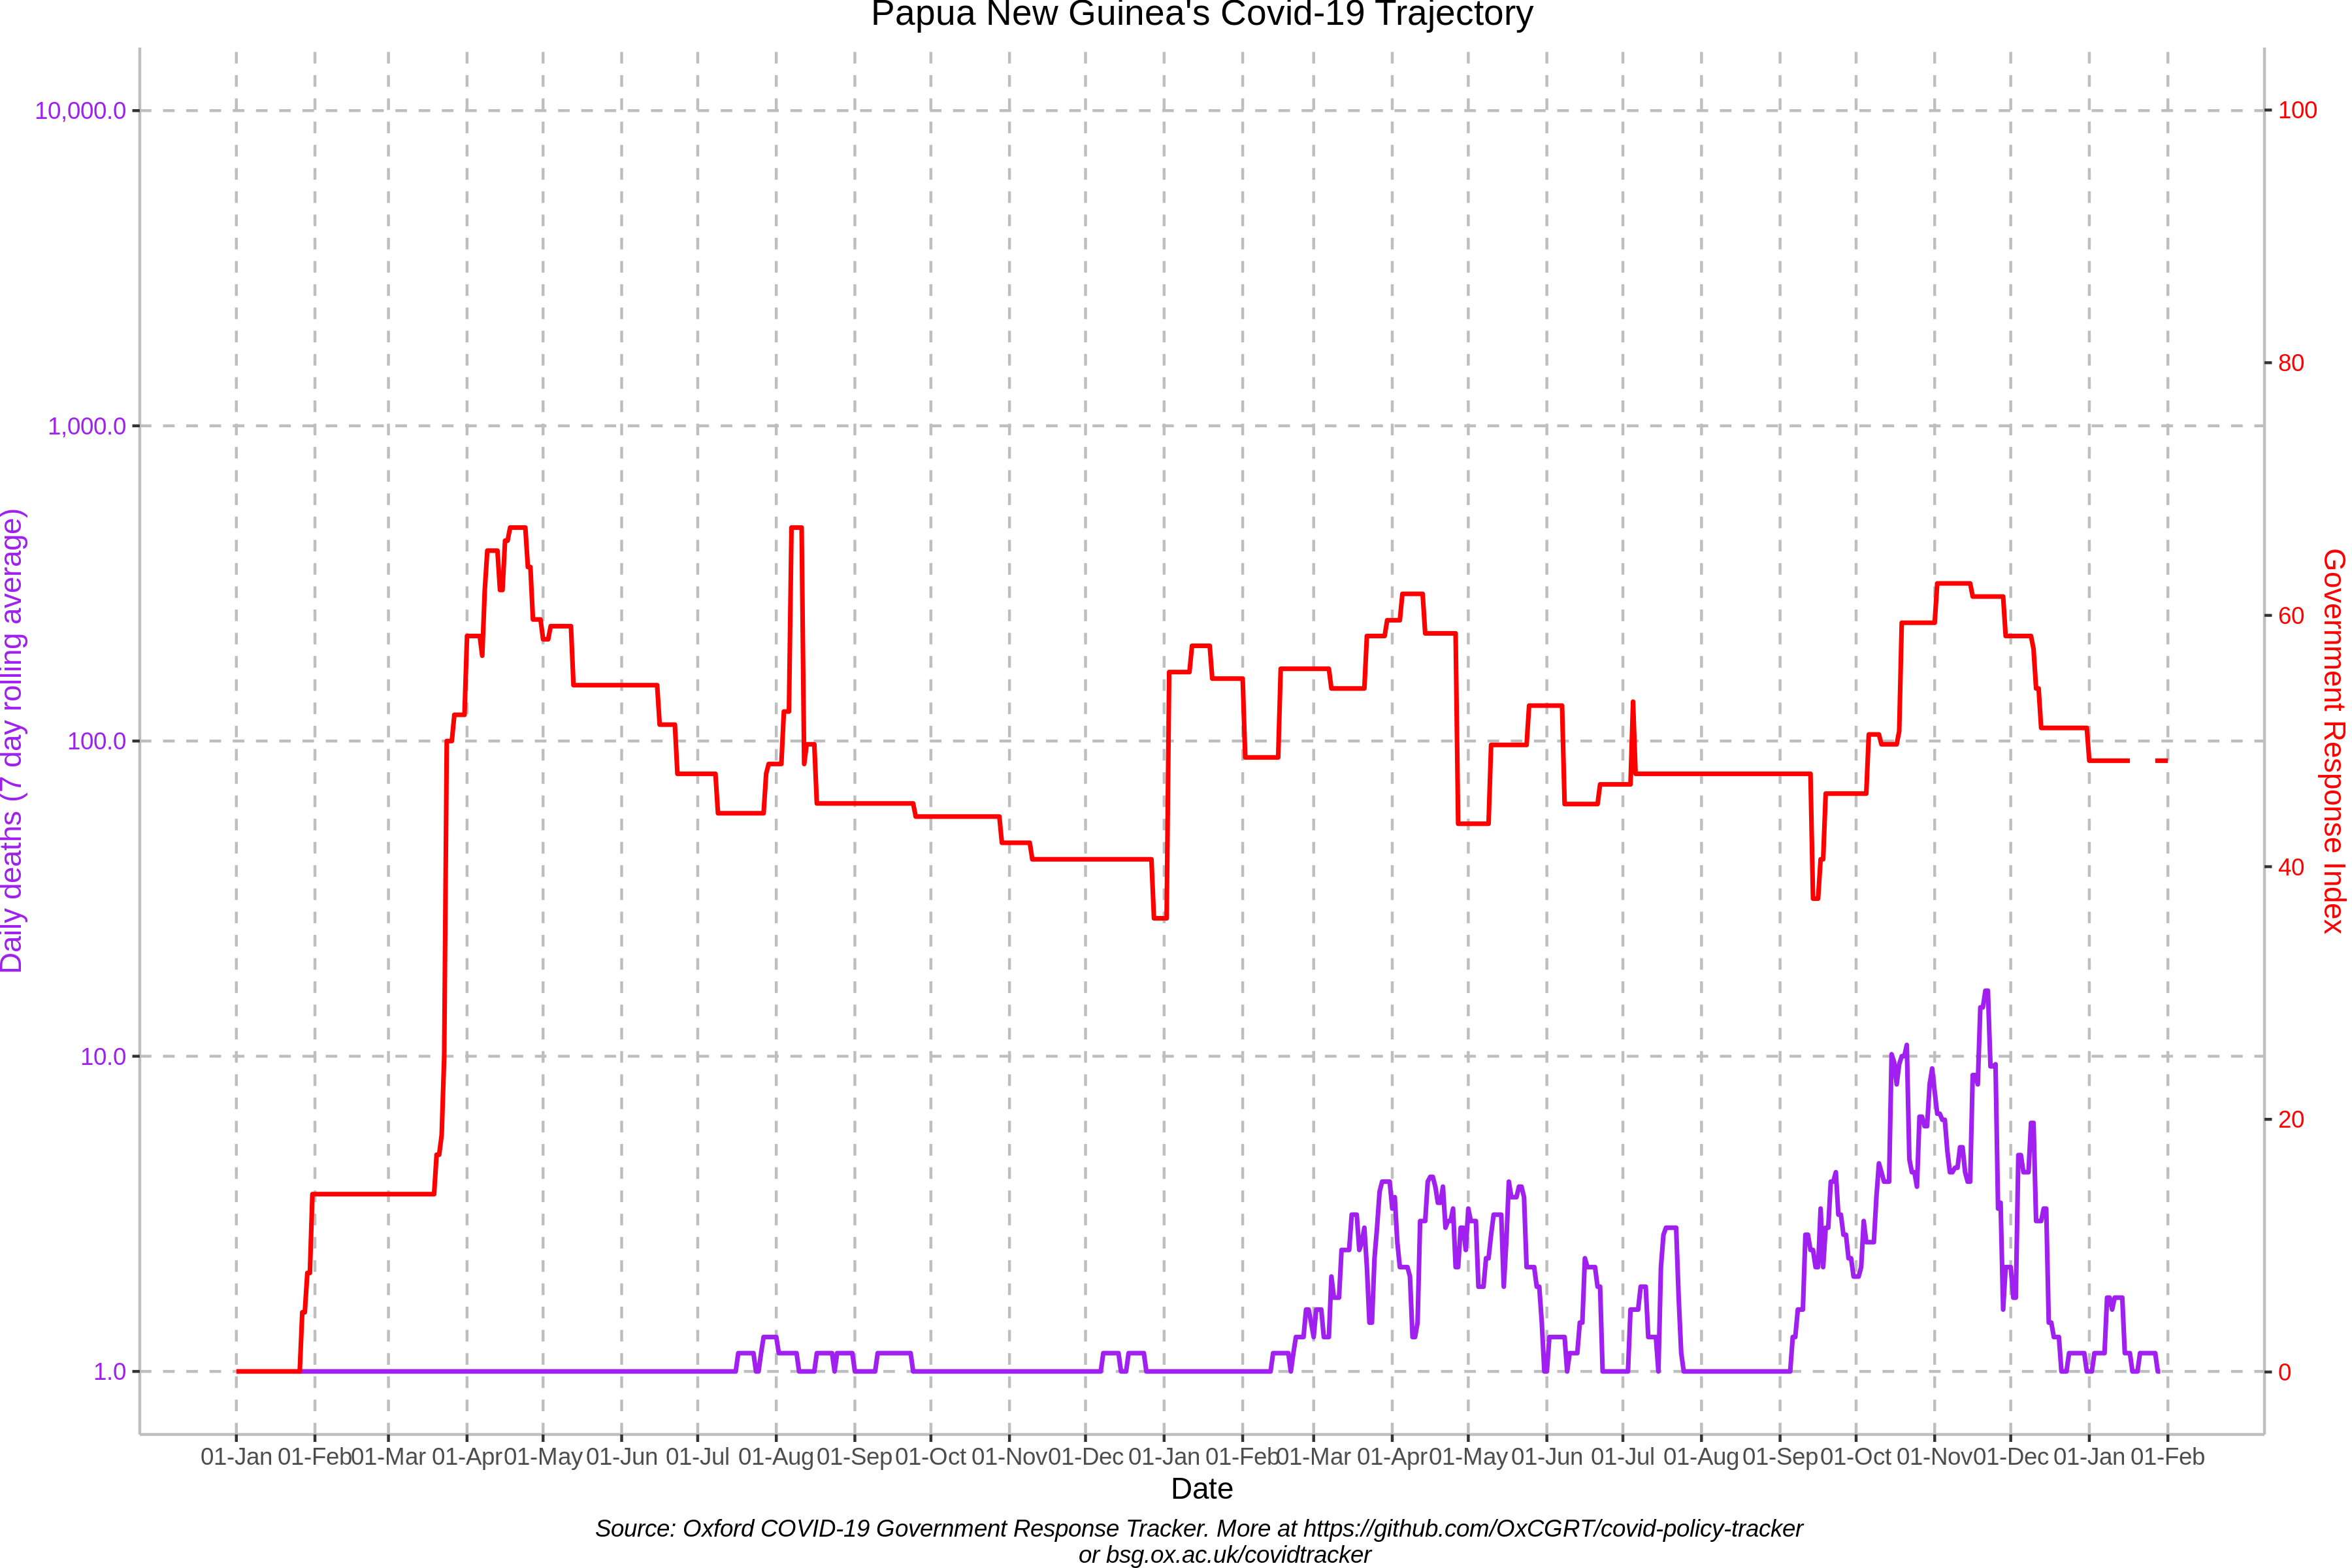 Papua New Guinea's Covid-19 Trajectory
10,000.0
1,000.0
100.0
10.0
1.0
Daily deaths (7 day rolling average)
100
80
60
40
20
0
Government Response Index
01-Jan 01-Feb 01-Mar 01-Apr 01-May 01-Jun 01-Jul 01-Aug 01-Sep 01-Oct 01-Nov 01-Dec 01-Jan 01-Feb 01-Mar 01-Apr 01-May 01-Jun 01-Jul 01-Aug 01-Sep 01-Oct 01-Nov 01-Dec 01-Jan 01-Feb
Date
Source: Oxford COVID-19 Government Response Tracker. More at https://github.com/OxCGRT/covid-policy-tracker
or bsg.ox.ac.uk/covidtracker